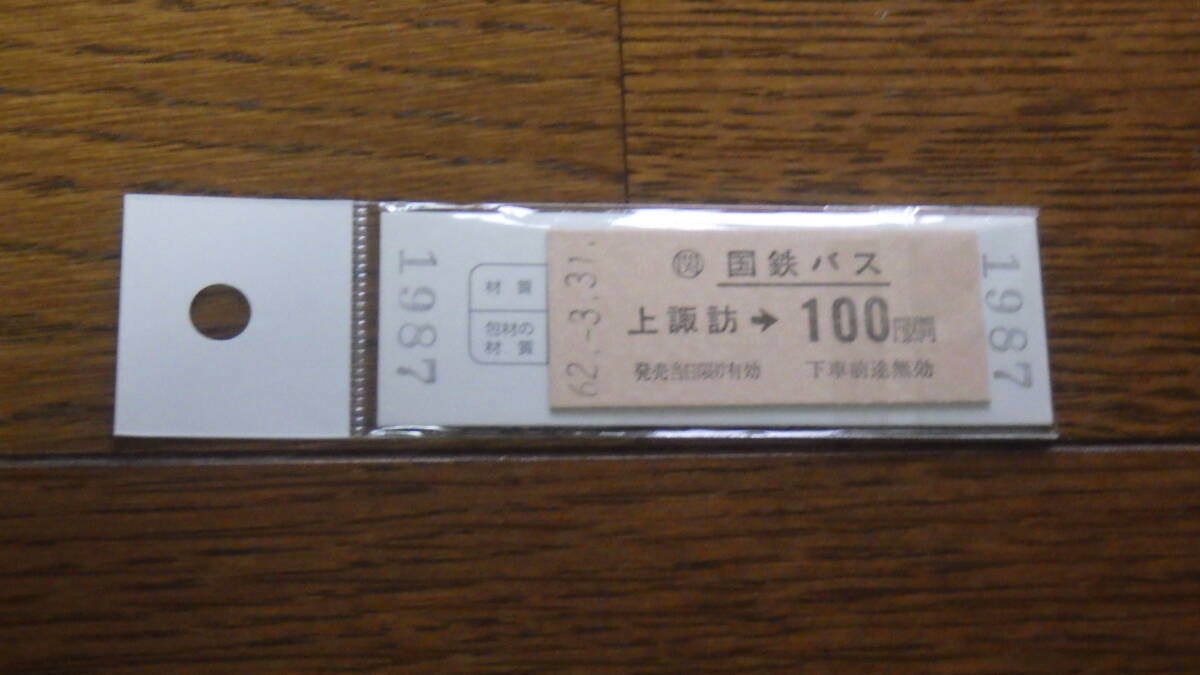 1987
材質
包材の
材質
62.-3.31.
㋐関 国鉄バス
上諏訪→100円区間
発売当日限り有効 下車前途無効
1987